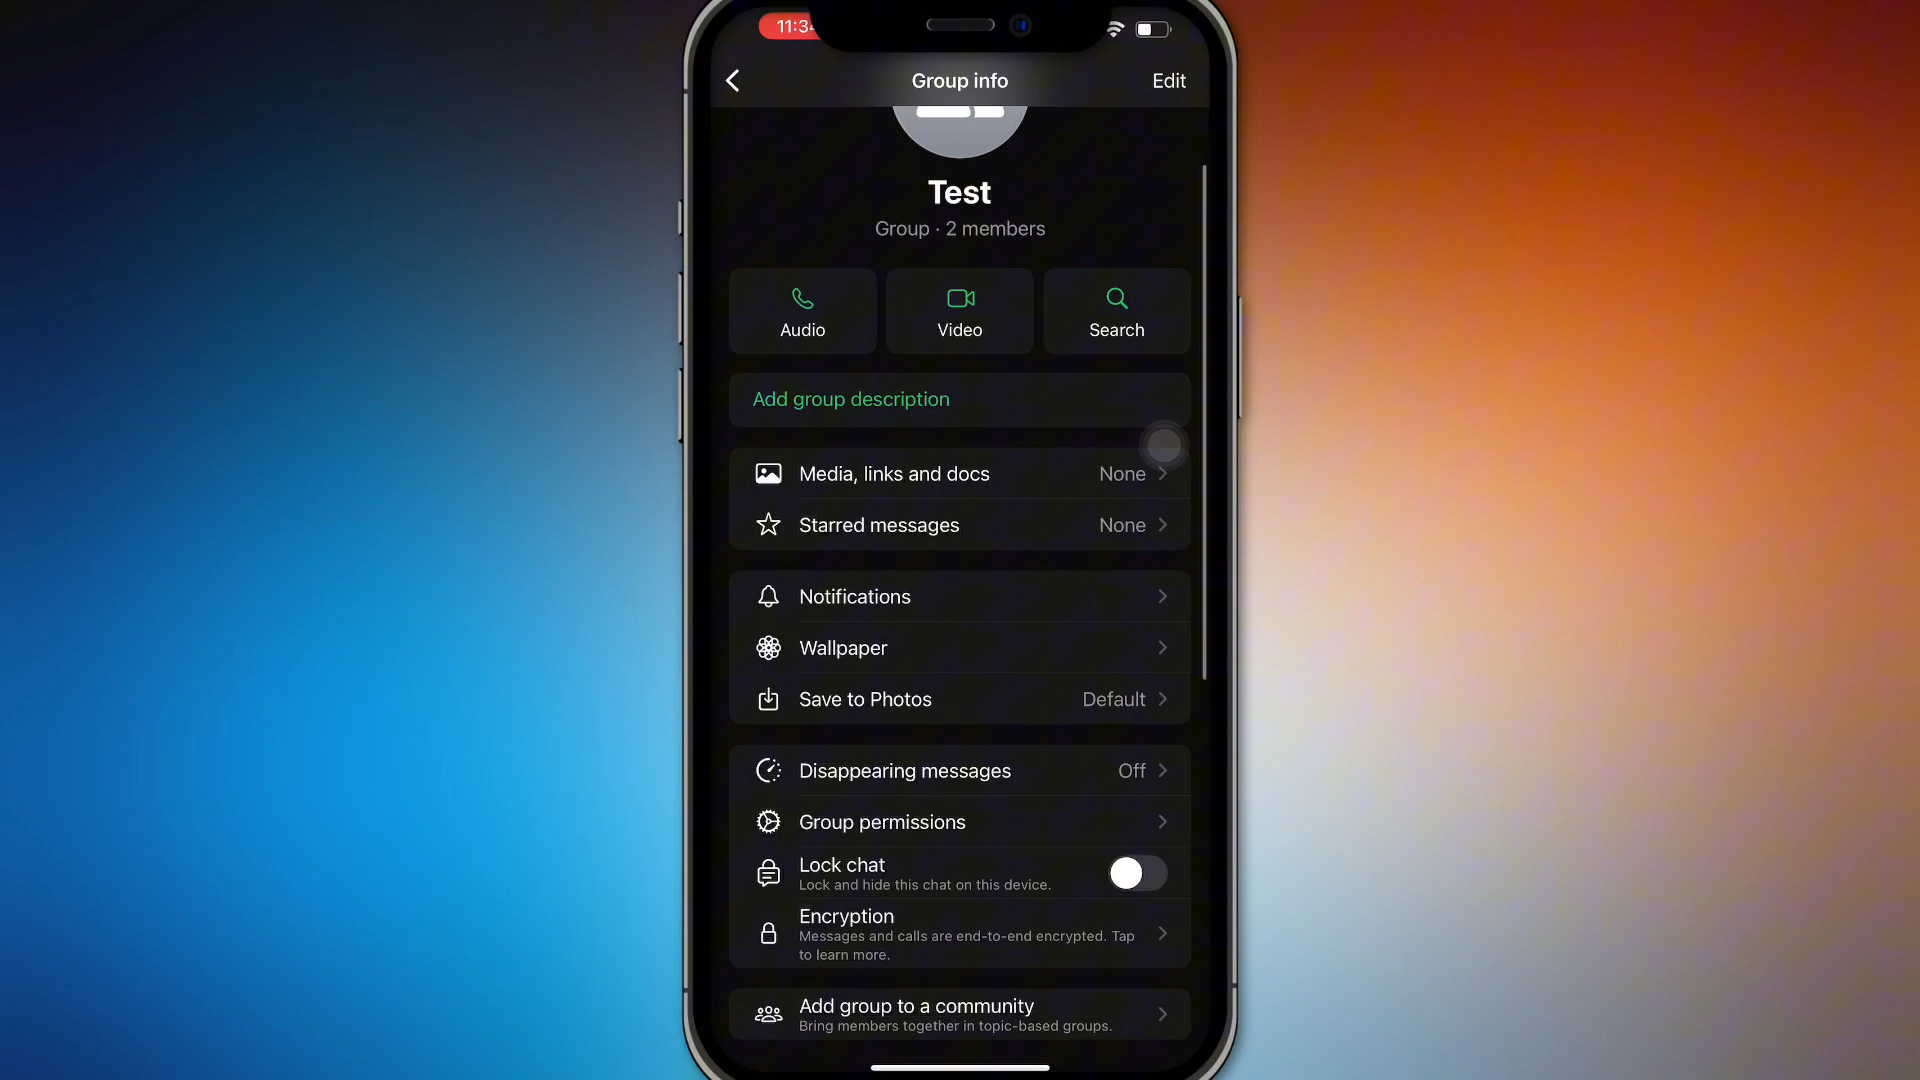 11:34
Group info
Edit
Test
Group · 2 members
Audio
Video
Search
Add group description
Media, links and docs
None
Starred messages
None
Notifications
Wallpaper
Save to Photos
Default
Disappearing messages
Off
Group permissions
Lock chat
Lock and hide this chat on this device.
Encryption
Messages and calls are end-to-end encrypted. Tap
to learn more.
Add group to a community
Bring members together in topic-based groups.